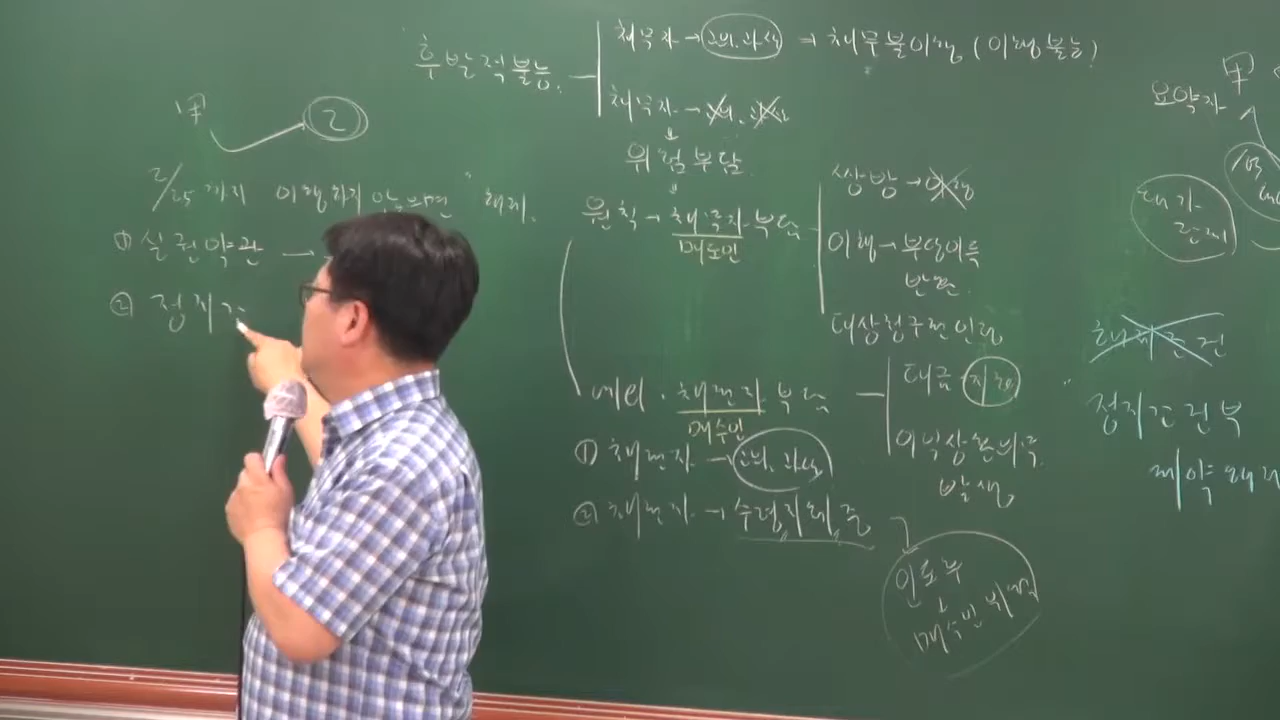 甲 2
2/25 까지 이행하지 않으면 해제.
① 실권약관 →
② 정지조
후발적불능.
채무자 → 고의.과실 ⇒ 채무불이행 (이행불능)
채무자 → 고의.과실
위험부담
원칙 → 채무자부담
매도인
쌍방 → 이행
이행 → 부당이득
반환.
대상청구권인정
예외. 채권자 부담
매수인
대금 지급
이익상환의무
발생
① 채권자 → 고의.과실
② 채권자 → 수령지체 중
인도 후
매수인
요약자 甲
해제조건
정지조건부
계약해제